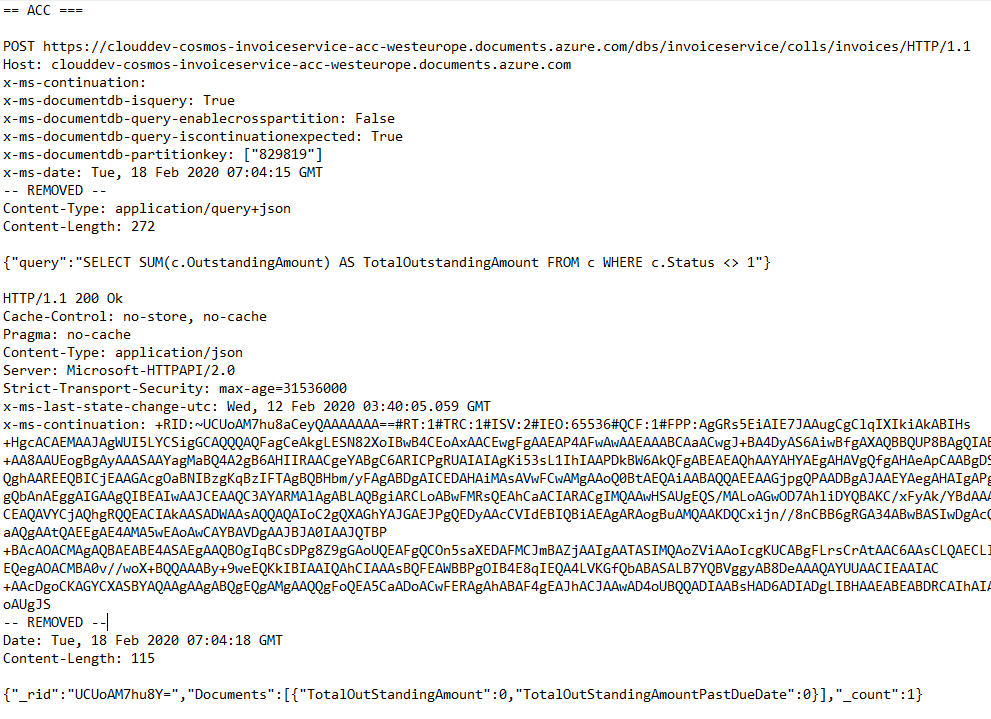 == ACC ===
POST https://clouddev-cosmos-invoiceservice-acc-westeurope.documents.azure.com/dbs/invoiceservice/colls/invoices/HTTP/1.1
Host: clouddev-cosmos-invoiceservice-acc-westeurope.documents.azure.com
x-ms-continuation:
x-ms-documentdb-isquery: True
x-ms-documentdb-query-enablecrosspartition: False
x-ms-documentdb-query-iscontinuationexpected: True
x-ms-documentdb-partitionkey: ["829819"]
x-ms-date: Tue, 18 Feb 2020 07:04:15 GMT
-- REMOVED --
Content-Type: application/query+json
Content-Length: 272
{"query":"SELECT SUM(c.OutstandingAmount) AS TotalOutstandingAmount FROM c WHERE c.Status <> 1"}
HTTP/1.1 200 Ok
Cache-Control: no-store, no-cache
Pragma: no-cache
Content-Type: application/json
Server: Microsoft-HTTPAPI/2.0
Strict-Transport-Security: max-age=31536000
x-ms-last-state-change-utc: Wed, 12 Feb 2020 03:40:05.059 GMT
x-ms-continuation: +RID:~UCUoAM7hu8aCeyQAAAAAAA==#RT:1#TRC:1#ISV:2#IEO:65536#QCF:1#FPP:AgGRs5EiAIE7JAAugCgClqIXIkiAkABIHs
+HgcACAEMAAJAgWUI5LYCSigGCAQQQAQFagCeAkgLESN82XoIBwB4CEoAxAACEwgFgAAEAP4AFwAwAEAAABCAaACwgJ+BA4DyAS6AiwBfgAXAQBBQUP8BAgQIAE
+AA8AAUEogBgAyAAASAAYagMaBQ4A2gB6AHIIRAACgeYABgC6ARICPgRUAIAIAgKi53sL1IhIAAPDkBW6AkQFgABEAEAQhAAYAHYAEgAHAVgQfgAHAeApCAABgDS
QghAAREEQBICjEAAGAcgOaBNIBzgKqBzIFTAgBQBHbm/yFAgABDgAICEDAHAiMAsAVwFCwAMgAAoQ0BtAEQAiAABAQQAEEAAGjpgQPAADBgAJAAEYAegAHAIgAPg
gQbAnAEggAIGAAgQIBEAIwAAJCEAAQC3AYARMAlAgABLAQBgiARCLoABwFMRsQEAhCaACIARACgIMQAAwHSAUgEQS/MALoAGwOD7AhliDYQBAKC/xFyAk/YBdAAA
CEAQAVYCjAQhgRQQEACIAkAASADWAAsAQQAQAIoC2gQXAGhYAJGAEJPgQEDyAAcCVIdEBIQBiAEAgARAogBuAMQAAKDQCxijn//8nCBB6gRGA34ABwBASIwDgAcQ
aAQgAAtQAEEgAE4AMA5wEAoAwCAYBAVDgAAJBJA0IAAJQTBP
+BAcAOACMAgAQBAEABE4ASAEgAAQBOgIqBCsDPg8Z9gGAoUQEAFgQCOn5saXEDAFMCJmBAZjAAIgAATASIMQAoZViAAoIcgKUCABgFLrsCrAtAAC6AAsCLQAECLI
EQegAOACMBA0v//woX+BQQAAABy+9weEQKkIBIAAIQAhCIAAAsBQFEAWBBPgOIB4E8qIEQA4LVKGfQbABASALB7YQBVggyAB8DeAAAQAYUUAACIEAAIAC
+AAcDgoCKAGYCXASBYAQAAgAAgABQgEQgAMgAAQQgFoQEA5CaADoACwFERAgAhABAF4gEAJhACJAAwAD4oUBQQADIAABsHAD6ADIADgLIBHAAEABEABDRCAIhAIA
oAUgJS
-- REMOVED --
Date: Tue, 18 Feb 2020 07:04:18 GMT
Content-Length: 115
{"_rid":"UCUoAM7hu8Y=","Documents":[{"TotalOutStandingAmount":0,"TotalOutStandingAmountPastDueDate":0}],"_count":1}